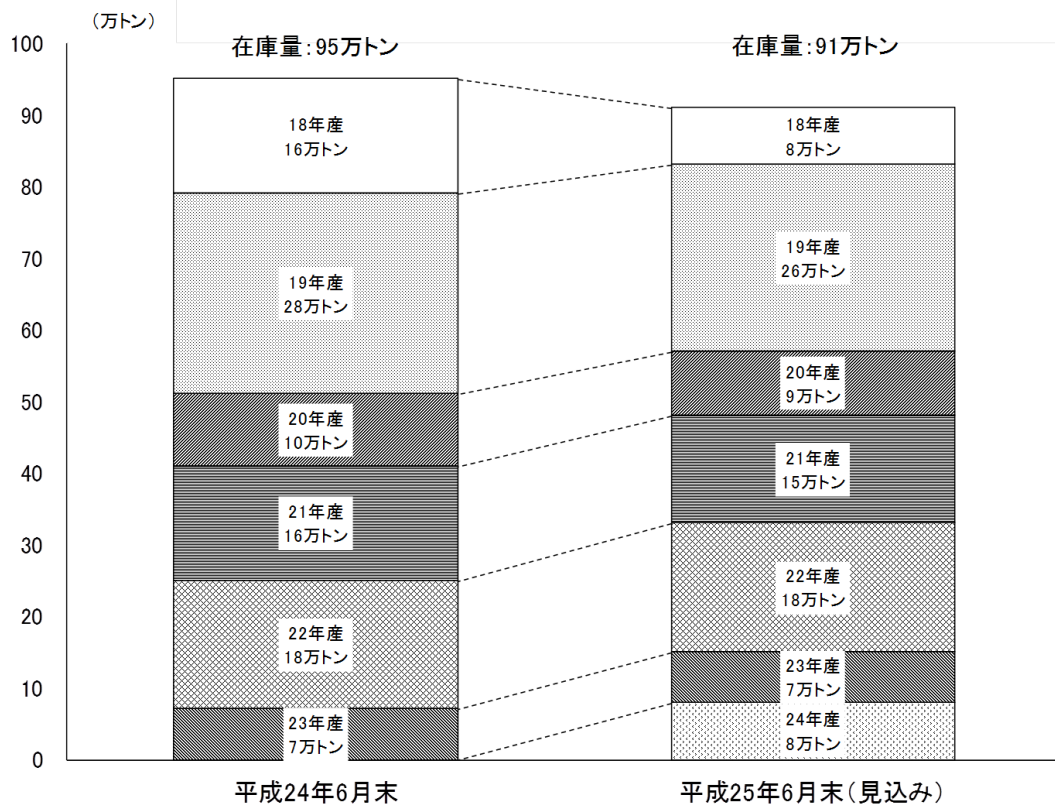 （万トン）
100
90
80
70
60
50
40
30
20
10
0
在庫量：95万トン
18年産
16万トン
19年産
28万トン
20年産
10万トン
21年産
16万トン
22年産
18万トン
23年産
7万トン
平成24年6月末
在庫量：91万トン
18年産
8万トン
19年産
26万トン
20年産
9万トン
21年産
15万トン
22年産
18万トン
23年産
7万トン
24年産
8万トン
平成25年6月末（見込み）